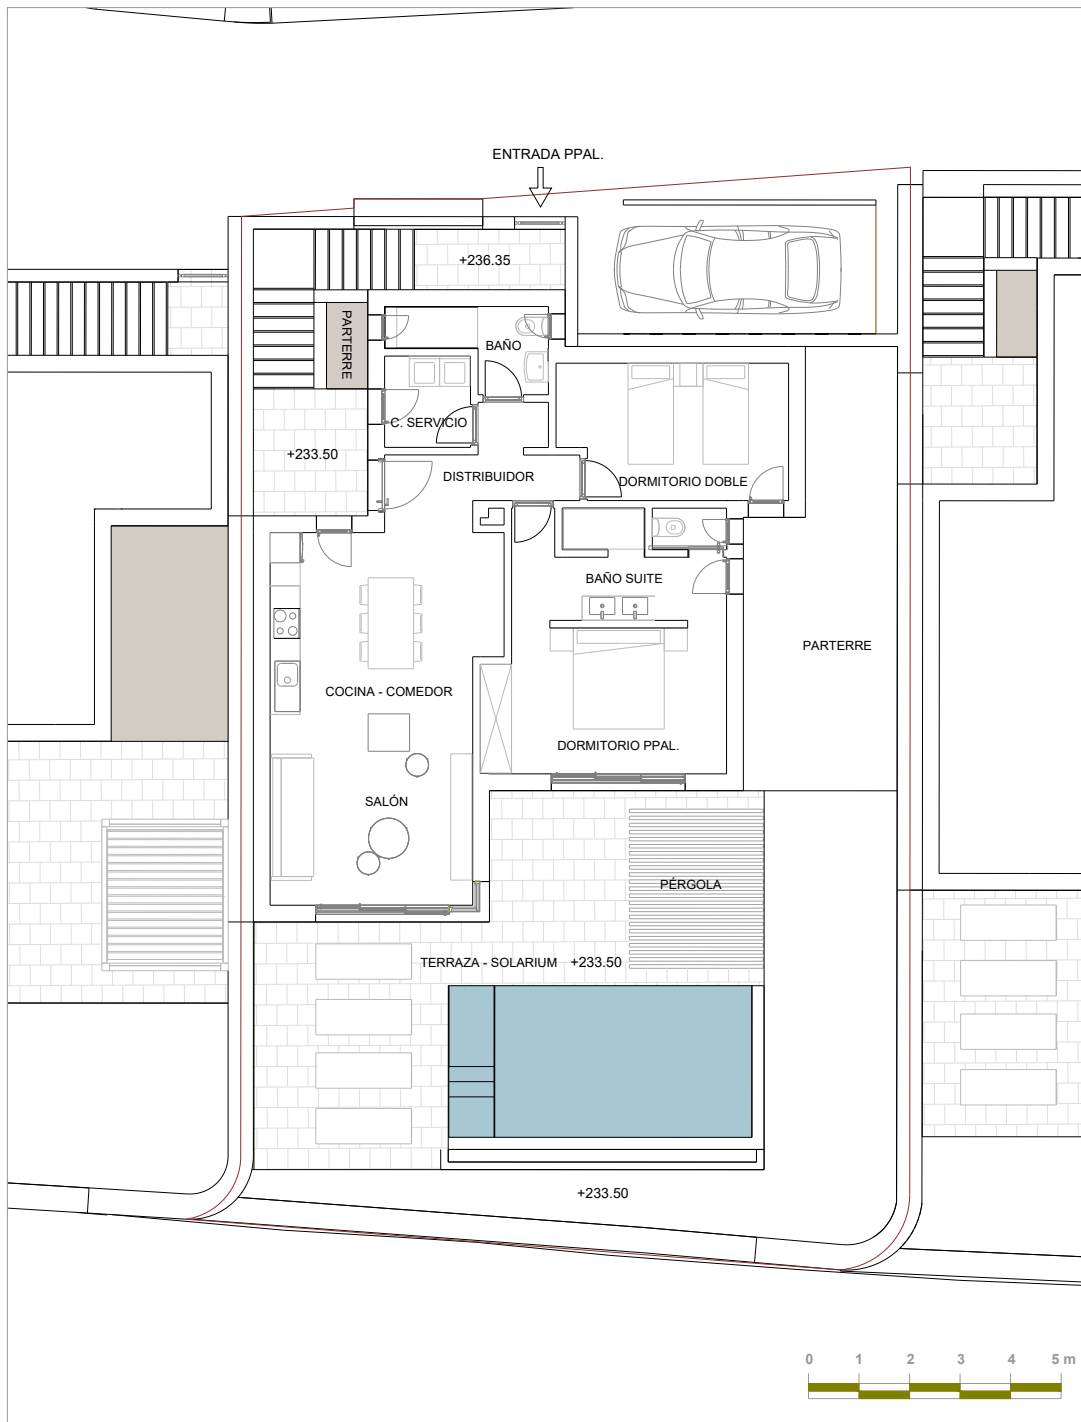 ENTRADA PPAL.
+236.35
PARTERRE
BAÑO
C. SERVICIO
+233.50
DISTRIBUIDOR
DORMITORIO DOBLE
BAÑO SUITE
PARTERRE
COCINA - COMEDOR
DORMITORIO PPAL.
SALÓN
PÉRGOLA
TERRAZA - SOLARIUM +233.50
+233.50
0 1 2 3 4 5 m